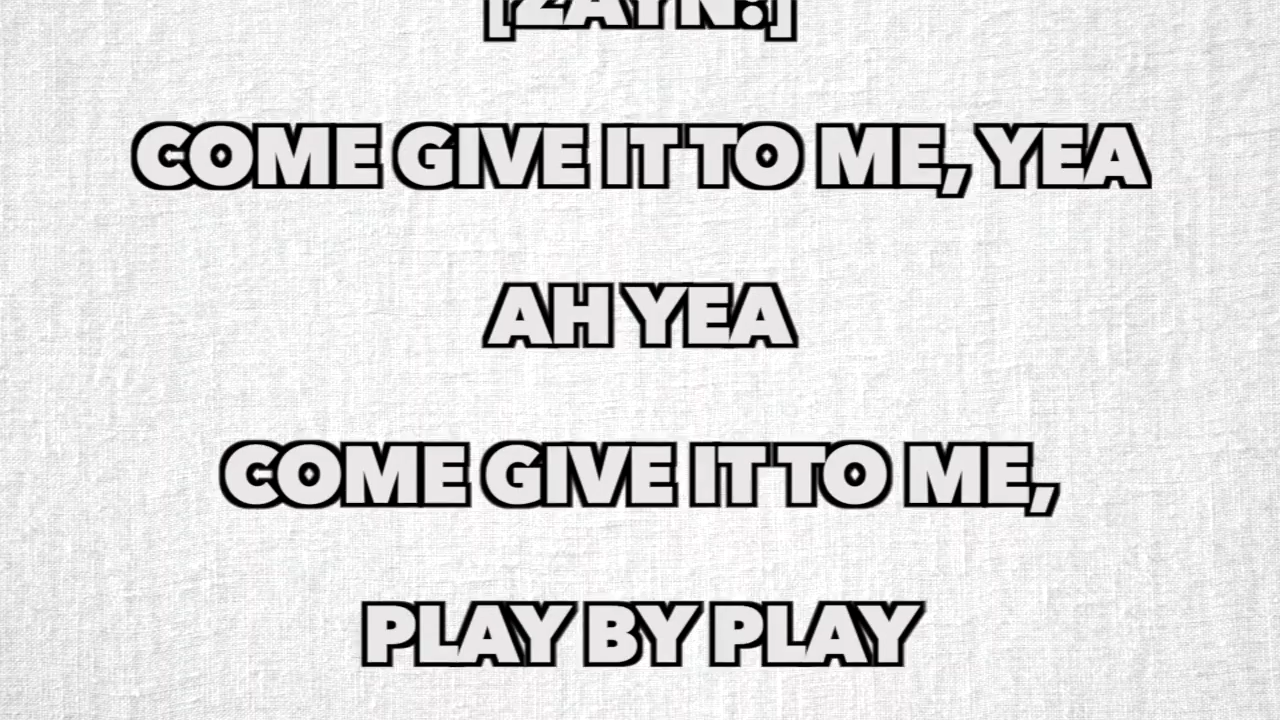 [ZAYN:]
COME GIVE IT TO ME, YEA
AH YEA
COME GIVE IT TO ME,
PLAY BY PLAY